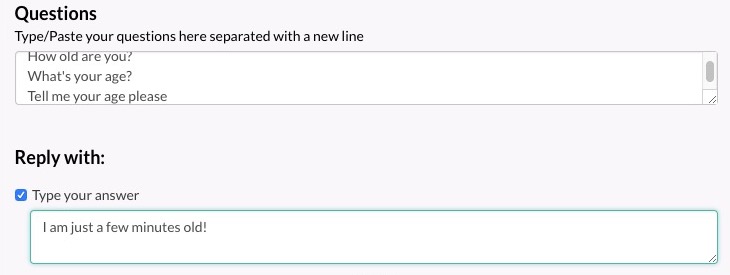 Questions
Type/Paste your questions here separated with a new line
How old are you?
What's your age?
Tell me your age please
Reply with:
Type your answer
I am just a few minutes old!